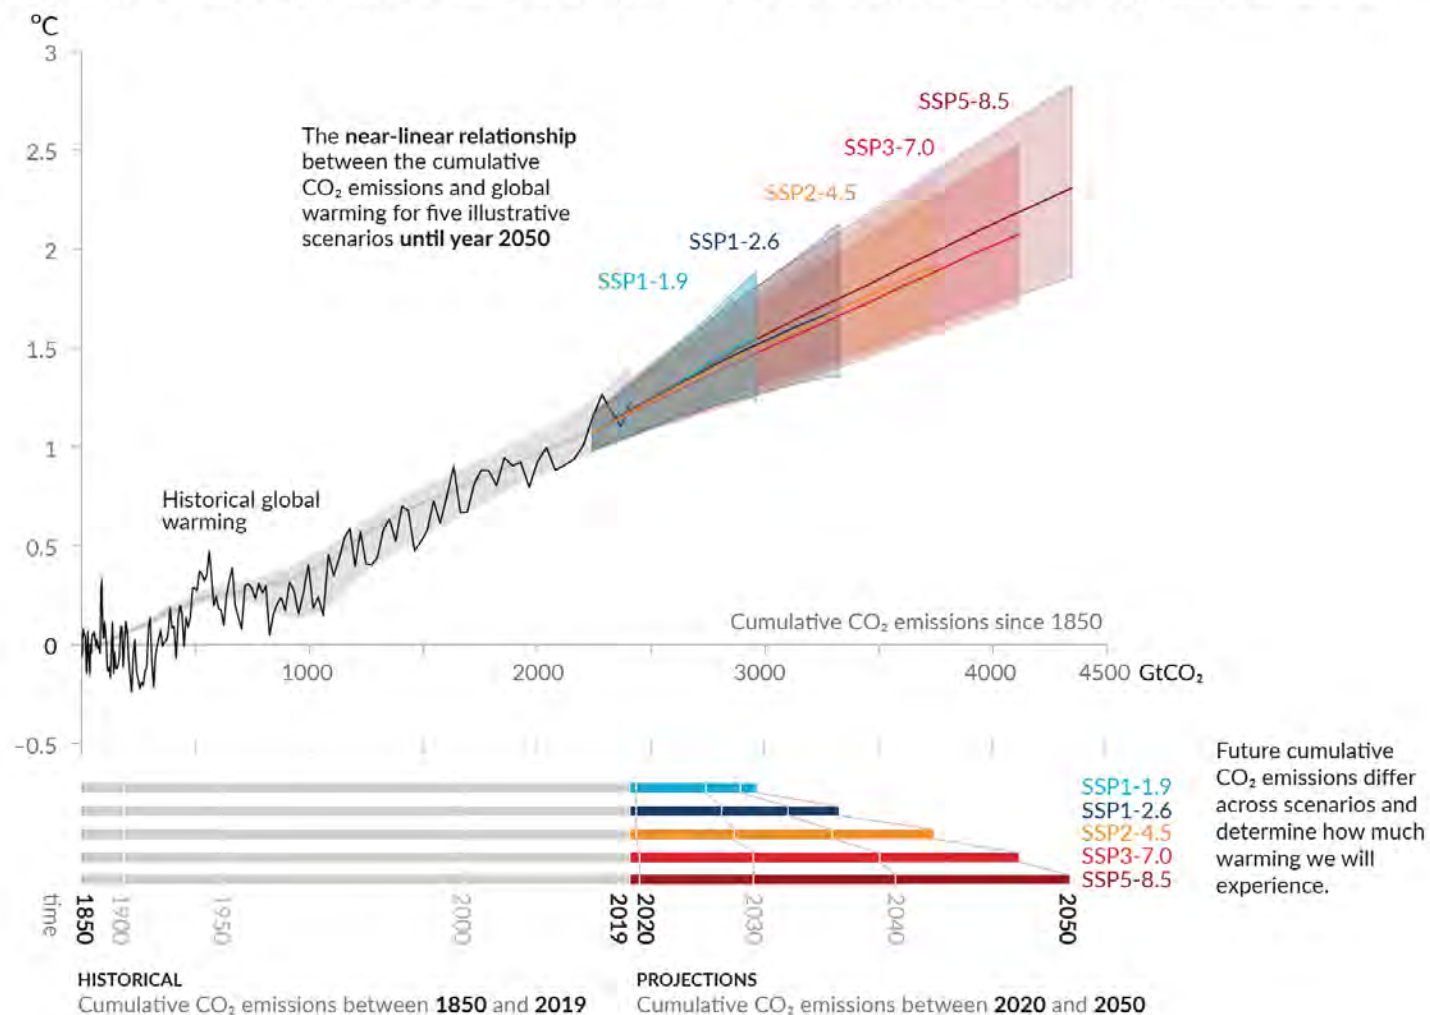 ºC
3
2.5
2
1.5
1
0.5
0
−0.5
The near-linear relationship
between the cumulative
CO₂ emissions and global
warming for five illustrative
scenarios until year 2050
SSP5-8.5
SSP3-7.0
SSP2-4.5
SSP1-2.6
SSP1-1.9
Historical global
warming
Cumulative CO₂ emissions since 1850
1000 2000 3000 4000 4500 GtCO₂
SSP1-1.9
SSP1-2.6
SSP2-4.5
SSP3-7.0
SSP5-8.5
Future cumulative
CO₂ emissions differ
across scenarios and
determine how much
warming we will
experience.
time 1850 1900 1950 2000 2019 2020 2030 2040 2050
HISTORICAL
Cumulative CO₂ emissions between 1850 and 2019
PROJECTIONS
Cumulative CO₂ emissions between 2020 and 2050